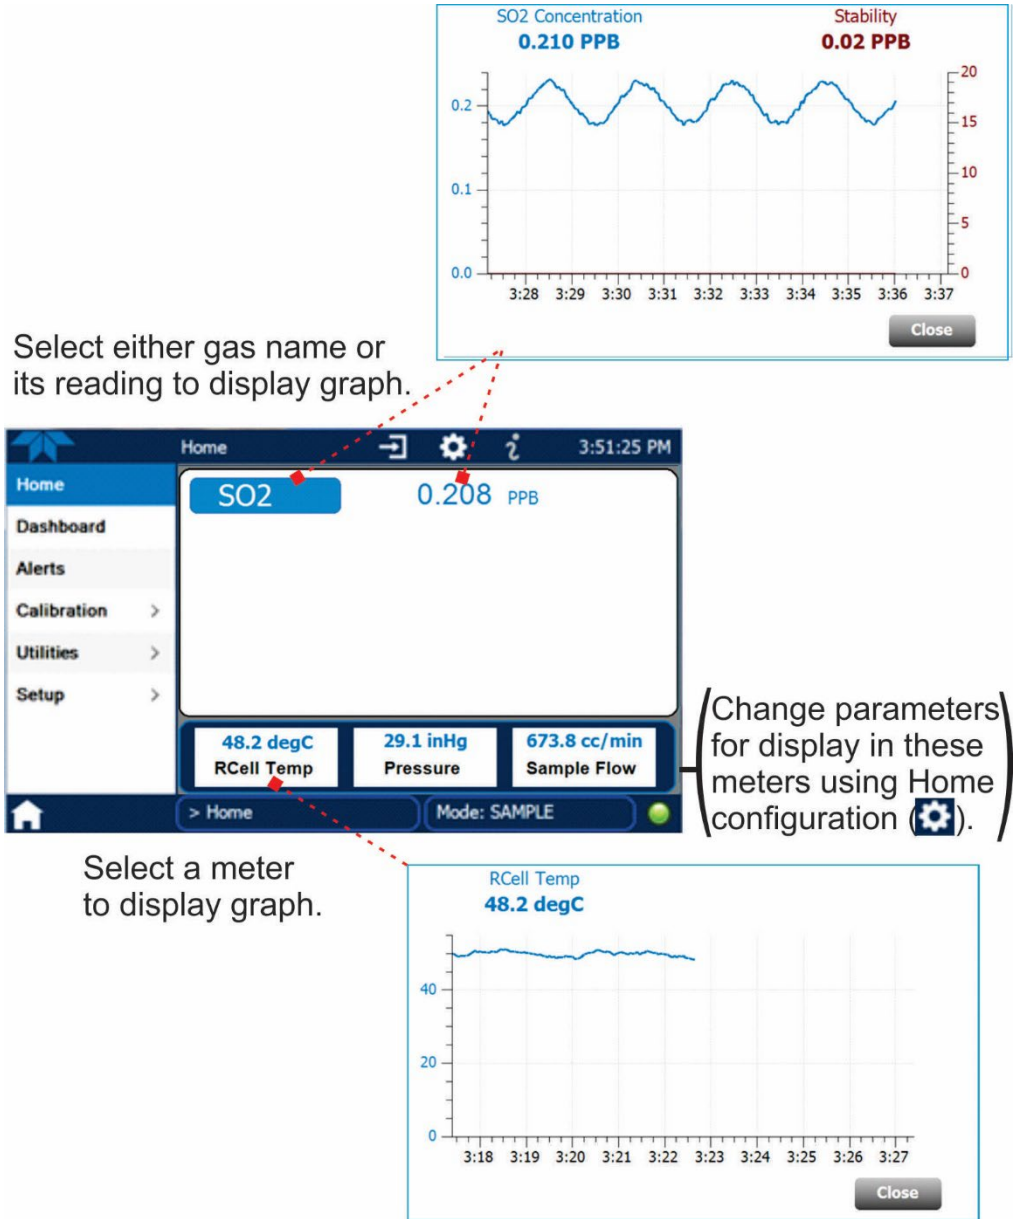 SO2 Concentration Stability
0.210 PPB 0.02 PPB
20
0.2
15
10
0.1
5
0.0 0
3:28 3:29 3:30 3:31 3:32 3:33 3:34 3:35 3:36 3:37
Close
Select either gas name or
its reading to display graph.
Home 3:51:25 PM
Home
SO2 0.208 PPB
Dashboard
Alerts
Calibration >
Utilities >
Setup >
48.2 degC 29.1 inHg 673.8 cc/min
RCell Temp Pressure Sample Flow
> Home Mode: SAMPLE
(Change parameters
for display in these
meters using Home
configuration ( ).)
Select a meter
to display graph.
RCell Temp
48.2 degC
40
20
0
3:18 3:19 3:20 3:21 3:22 3:23 3:24 3:25 3:26 3:27
Close